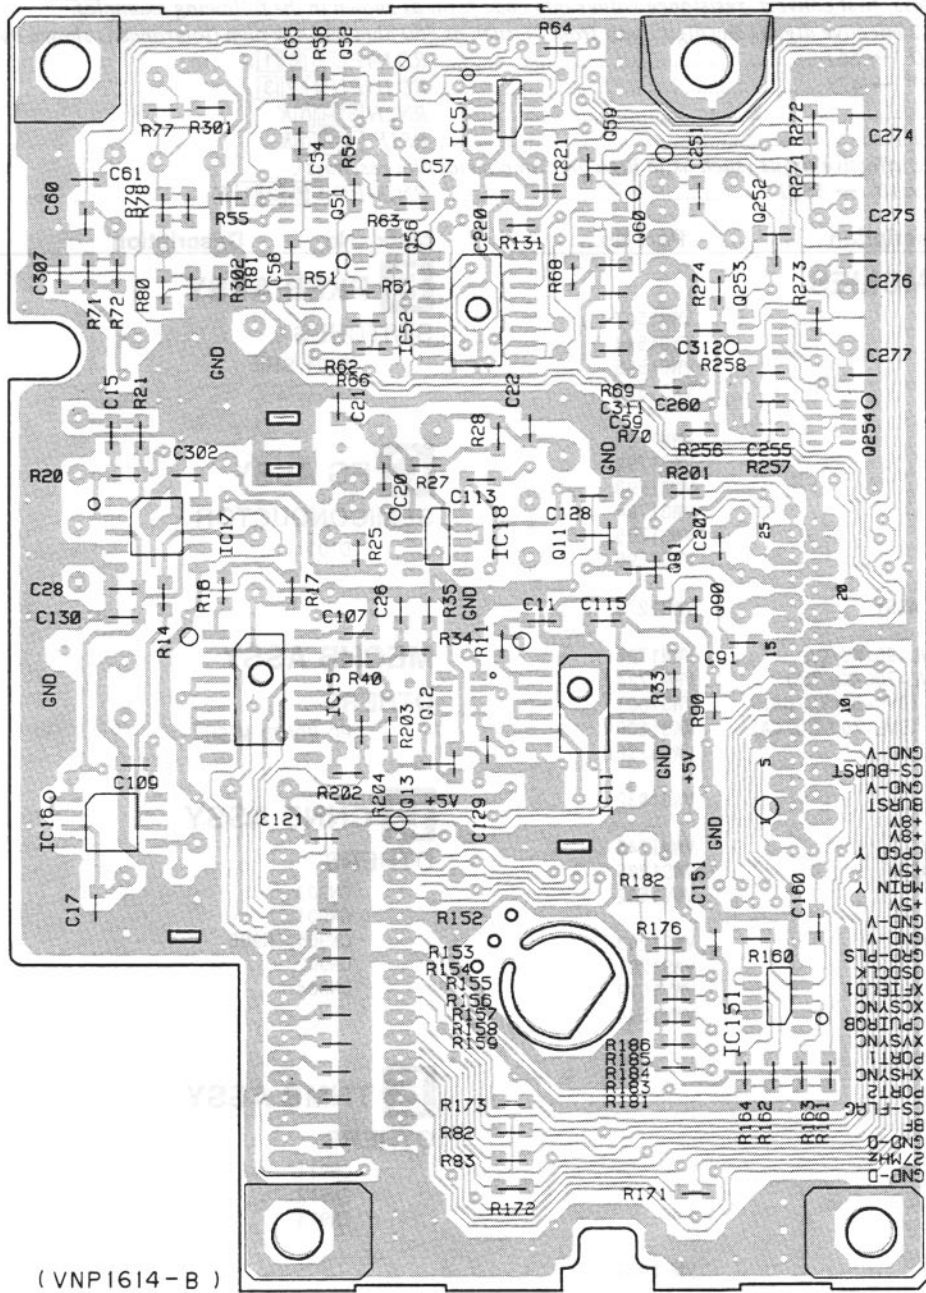 R64
C65
R56
Q52
IC51
R77
R301
Q59
R272
C274
C54
R52
C221
C251
R271
C61
C57
C60
R79
R78
R55
Q51
R63
Q56
C220
R131
Q60
Q252
C275
C307
R71
R72
R80
R302
R81
C56
R51
R61
R68
R274
Q253
R273
C276
IC52
C312
R258
C277
GND
R62
R66
C15
R21
C21
C22
R69
C311
C59
R70
C260
R28
R256
C255
R257
Q254
R20
C302
C20
R27
C113
GND
R201
IC17
R25
IC18
C128
Q11
C207
25
Q91
C28
C130
R14
R16
R17
C107
C26
R35
GND
C11
C115
Q90
20
R34
R11
C91
15
GND
IC15
R40
Q12
R33
R90
10
C109
R203
R202
R204
Q13
+5V
C129
IC11
GND
+5V
5
IC16
C121
GND
1
C17
R182
C151
C160
R152
R176
R153
R154
R155
R156
R157
R158
R159
R160
IC151
R186
R185
R184
R183
R181
R173
R82
R83
R172
R171
R164
R162
R163
R161
GND-V
CS-BURST
GND-V
BURST
+8V
+8V
CPGD Y
+5V
MAIN Y
+5V
GND-V
GND-V
GRD-PLS
OSDCLK
XFIELD1
XCSYNC
CPUIRQB
XVSYNC
PORT1
XHSYNC
PORT2
CS-FLAG
BF
GND-D
27MHz
GND-D
(VNP1614-B)